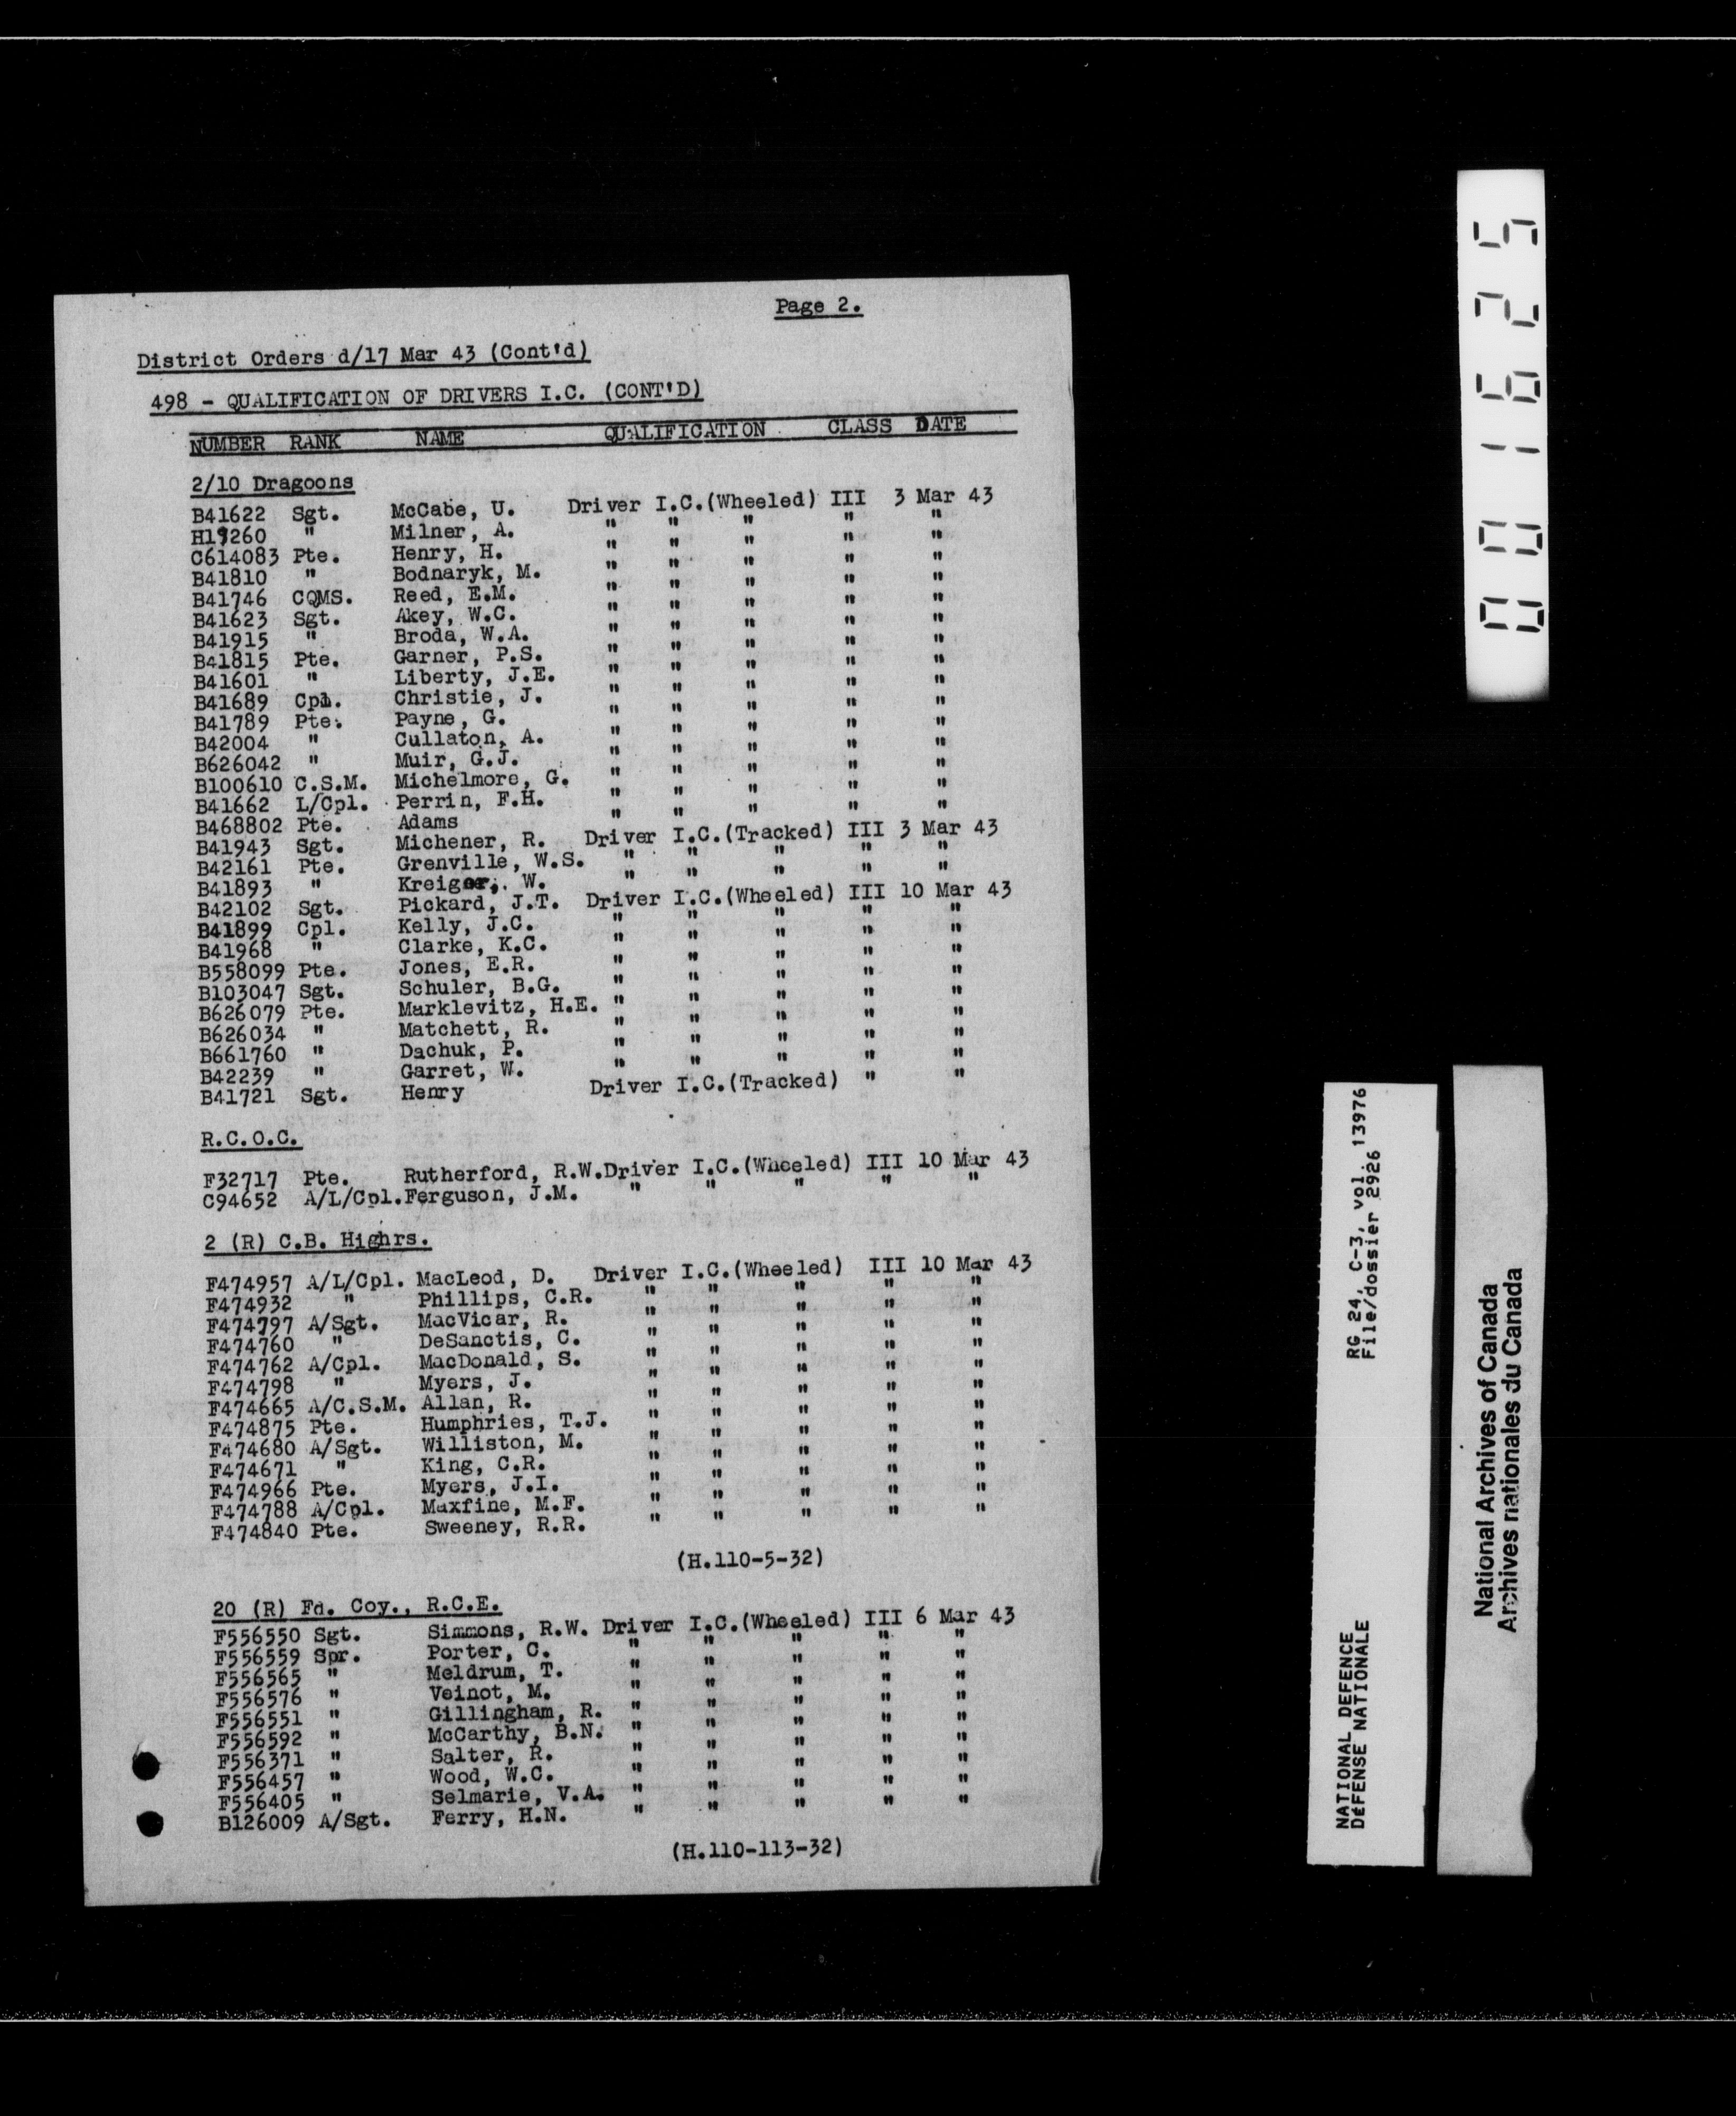 Page 2.
District Orders d/17 Mar 43 (Cont'd)
498 - QUALIFICATION OF DRIVERS I.C. (CONT'D)
NUMBER RANK NAME QUALIFICATION CLASS DATE
2/10 Dragoons
B41622 Sgt. McCabe, U. Driver I.C.(Wheeled) III 3 Mar 43
H19260 " Milner, A. " " " " "
C614083 Pte. Henry, H. " " " " "
B41810 " Bodnaryk, M. " " " " "
B41746 CQMS. Reed, E.M. " " " " "
B41623 Sgt. Akey, W.C. " " " " "
B41915 " Broda, W.A. " " " " "
B41815 Pte. Garner, P.S. " " " " "
B41601 " Liberty, J.E. " " " " "
B41689 Cpl. Christie, J. " " " " "
B41789 Pte. Payne, G. " " " " "
B42004 " Cullaton, A. " " " " "
B626042 " Muir, G.J. " " " " "
B100610 C.S.M. Michelmore, G. " " " " "
B41662 L/Cpl. Perrin, F.H. " " " " "
B468802 Pte. Adams " " " " "
B41943 Sgt. Michener, R. Driver I.C.(Tracked) III 3 Mar 43
B42161 Pte. Grenville, W.S. " " " " "
B41893 " Kreiger, W. " " " " "
B42102 Sgt. Pickard, J.T. Driver I.C.(Wheeled) III 10 Mar 43
B41899 Cpl. Kelly, J.C. " " " " "
B41968 " Clarke, K.C. " " " " "
B558099 Pte. Jones, E.R. " " " " "
B103047 Sgt. Schuler, B.G. " " " " "
B626079 Pte. Marklevitz, H.E. " " " " "
B626034 " Matchett, R. " " " " "
B661760 " Dachuk, P. " " " " "
B42239 " Garret, W. " " " " "
B41721 Sgt. Henry Driver I.C.(Tracked) " "
R.C.O.C.
F32717 Pte. Rutherford, R.W.Driver I.C.(Wheeled) III 10 Mar 43
C94652 A/L/Cpl.Ferguson, J.M. " " " " "
2 (R) C.B. Highrs.
F474957 A/L/Cpl. MacLeod, D. Driver I.C.(Wheeled) III 10 Mar 43
F474932 " Phillips, C.R. " " " " "
F474797 A/Sgt. MacVicar, R. " " " " "
F474760 " DeSanctis, C. " " " " "
F474762 A/Cpl. MacDonald, S. " " " " "
F474798 " Myers, J. " " " " "
F474665 A/C.S.M. Allan, R. " " " " "
F474875 Pte. Humphries, T.J. " " " " "
F474680 A/Sgt. Williston, M. " " " " "
F474671 " King, C.R. " " " " "
F474966 Pte. Myers, J.I. " " " " "
F474788 A/Cpl. Maxfine, M.F. " " " " "
F474840 Pte. Sweeney, R.R. " " " " "
(H.110-5-32)
20 (R) Fd. Coy., R.C.E.
F556550 Sgt. Simmons, R.W. Driver I.C.(Wheeled) III 6 Mar 43
F556559 Spr. Porter, C. " " " " "
F556565 " Meldrum, T. " " " " "
F556576 " Veinot, M. " " " " "
F556551 " Gillingham, R. " " " " "
F556592 " McCarthy, B.N. " " " " "
F556371 " Salter, R. " " " " "
F556457 " Wood, W.C. " " " " "
F556405 " Selmarie, V.A. " " " " "
B126009 A/Sgt. Ferry, H.N. " " " " "
(H.110-113-32)
001625
NATIONAL DEFENCE RG 24, C-3, vol. 13976
DéFENSE NATIONALE File/dossier 2926
National Archives of Canada
Archives nationales du Canada